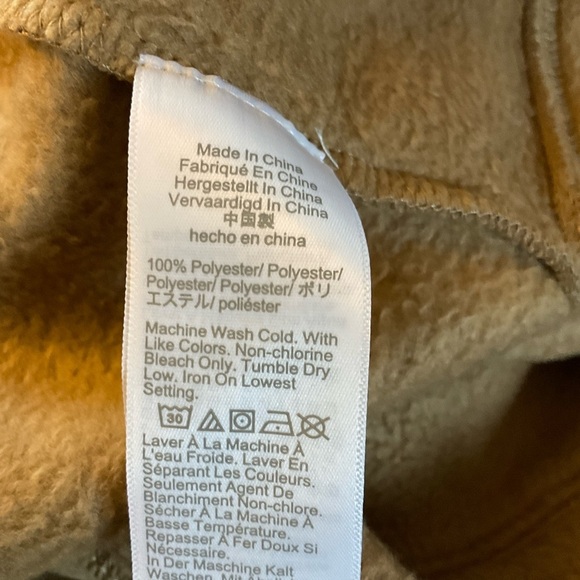 Made In China
Fabriqué En Chine
Hergestellt In China
Vervaardigd In China
中国製
hecho en china
100% Polyester/ Polyester/
Polyester/ Polyester/ ポリ
エステル/ poliéster
Machine Wash Cold. With
Like Colors. Non-chlorine
Bleach Only. Tumble Dry
Low. Iron On Lowest
Setting.
30
Laver À La Machine À
L'eau Froide. Laver En
Séparant Les Couleurs.
Seulement Agent De
Blanchiment Non-chlore.
Sécher À La Machine À
Basse Température.
Repasser À Fer Doux Si
Nécessaire.
In Der Maschine Kalt
Waschen. Mit